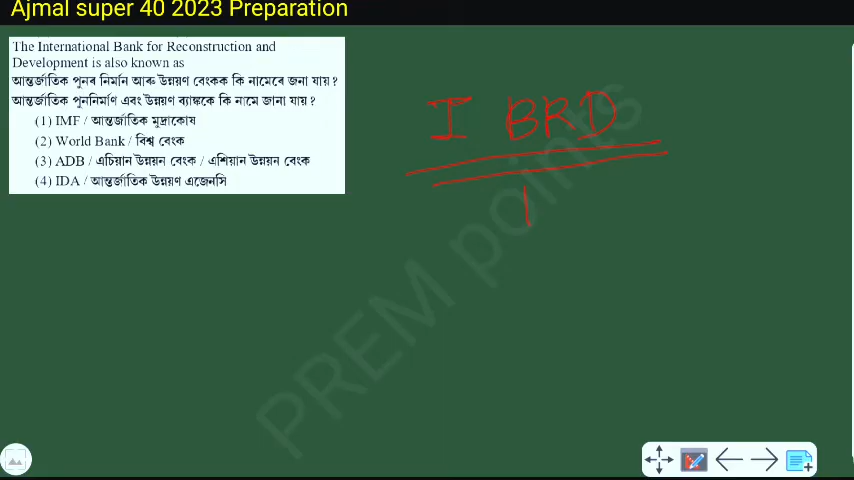 Ajmal super 40 2023 Preparation
The International Bank for Reconstruction and
Development is also known as
আন্তৰ্জাতিক পুনৰ নিৰ্মান আৰু উন্নয়ণ বেংকক কি নামেৰে জনা যায় ?
আন্তর্জাতিক পুননির্মাণ এবং উন্নয়ণ ব্যাঙ্ককে কি নামে জানা যায় ?
(1) IMF / আন্তৰ্জাতিক মুদ্ৰাকোষ
(2) World Bank / বিশ্ব বেংক
(3) ADB / এচিয়ান উন্নয়ন বেংক / এশিয়ান উন্নয়ন বেংক
(4) IDA / আন্তৰ্জাতিক উন্নয়ণ এজেনসি
I BRD
PREM points